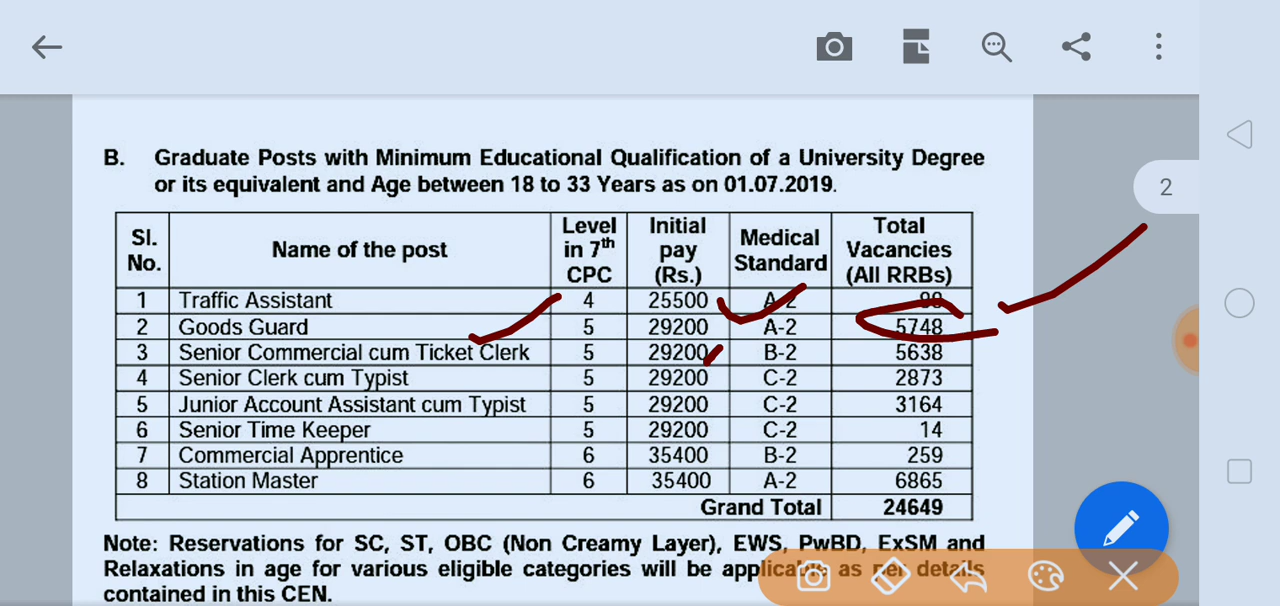 2
B. Graduate Posts with Minimum Educational Qualification of a University Degree
or its equivalent and Age between 18 to 33 Years as on 01.07.2019.
Sl. No. Name of the post Level in 7th CPC Initial pay (Rs.) Medical Standard Total Vacancies (All RRBs)
1 Traffic Assistant 4 25500 A-2
2 Goods Guard 5 29200 A-2 5748
3 Senior Commercial cum Ticket Clerk 5 29200 B-2 5638
4 Senior Clerk cum Typist 5 29200 C-2 2873
5 Junior Account Assistant cum Typist 5 29200 C-2 3164
6 Senior Time Keeper 5 29200 C-2 14
7 Commercial Apprentice 6 35400 B-2 259
8 Station Master 6 35400 A-2 6865
Grand Total 24649
Note: Reservations for SC, ST, OBC (Non Creamy Layer), EWS, PwBD, ExSM and
Relaxations in age for various eligible categories will be applicable as per details
contained in this CEN.